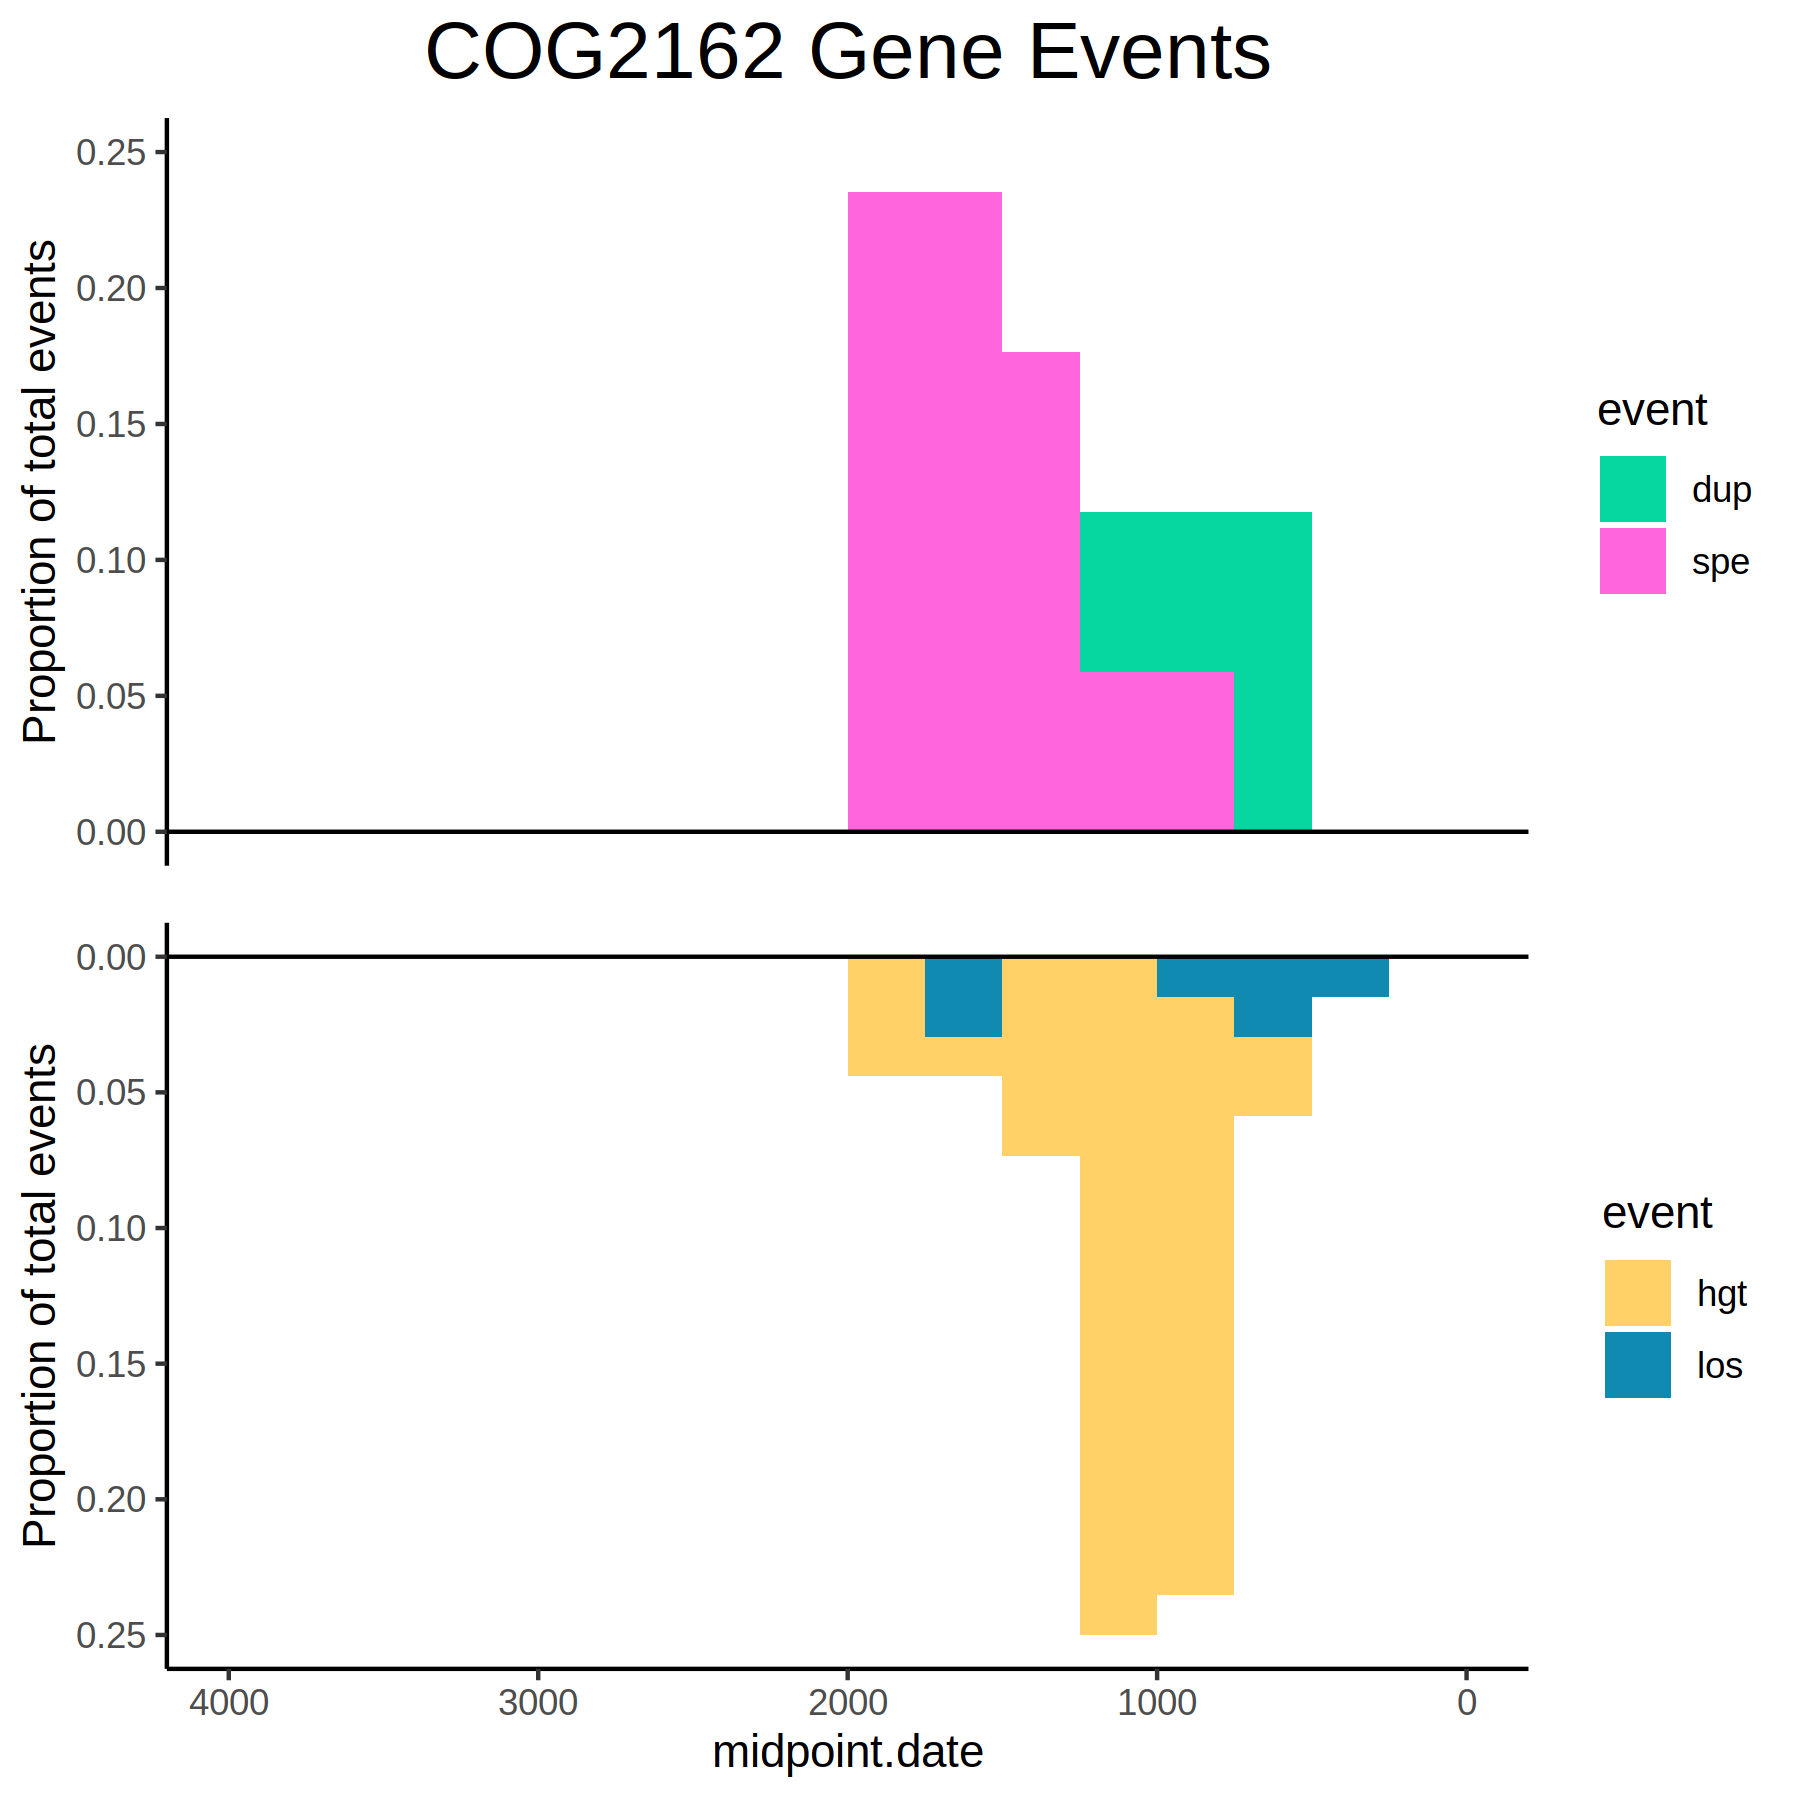 COG2162 Gene Events
0.25
0.20
0.15
0.10
0.05
0.00
Proportion of total events
event
dup
spe
0.00
0.05
0.10
0.15
0.20
0.25
Proportion of total events
event
hgt
los
4000 3000 2000 1000 0
midpoint.date